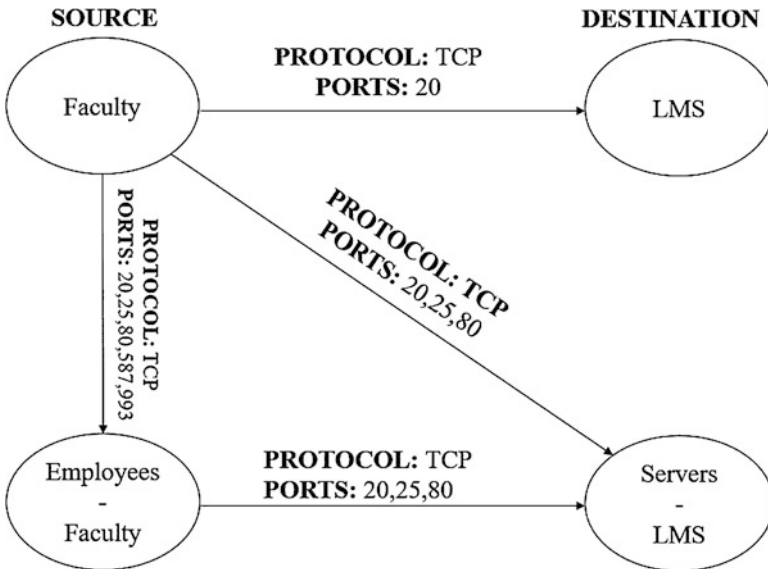 SOURCE
DESTINATION
PROTOCOL: TCP
PORTS: 20
Faculty
LMS
PROTOCOL: TCP
PORTS: 20,25,80
PROTOCOL: TCP
PORTS: 20,25,80,587,993
Employees
-
Faculty
PROTOCOL: TCP
PORTS: 20,25,80
Servers
-
LMS